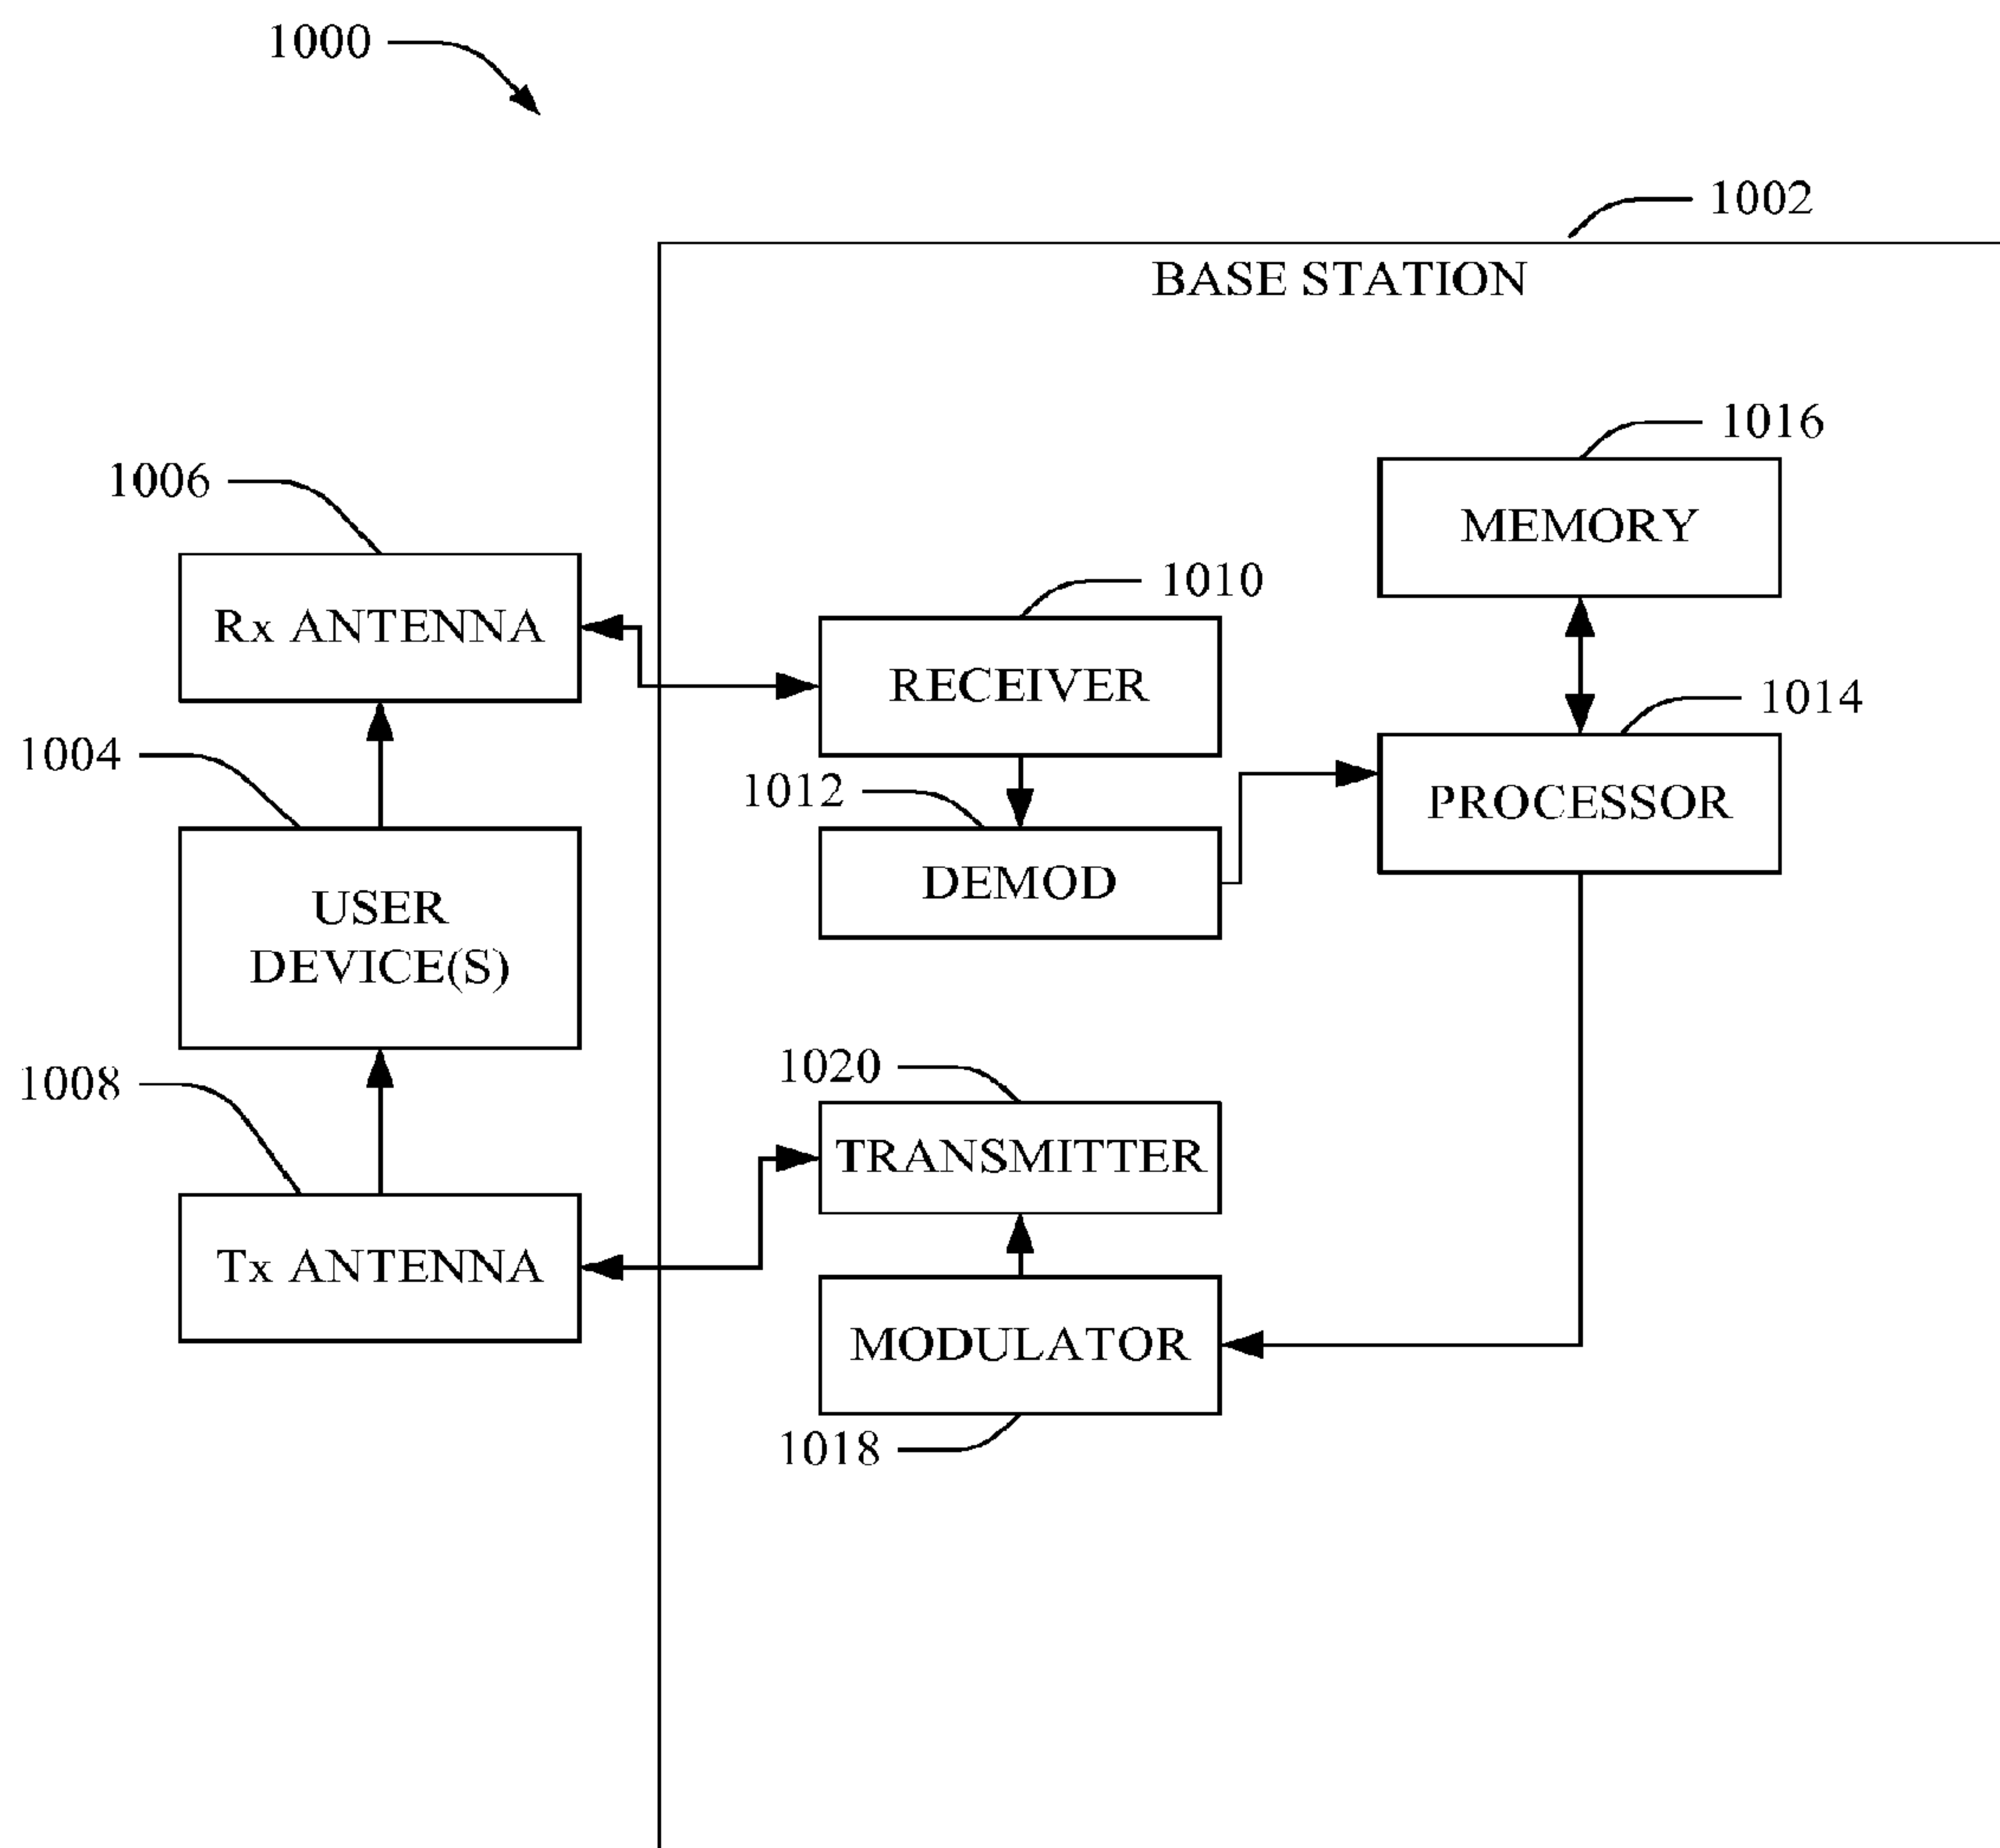 1000
1002
BASE STATION
1016
MEMORY
1006
Rx ANTENNA
1010
RECEIVER
1014
PROCESSOR
1004
USER
DEVICE(S)
1012
DEMOD
1008
Tx ANTENNA
1020
TRANSMITTER
MODULATOR
1018